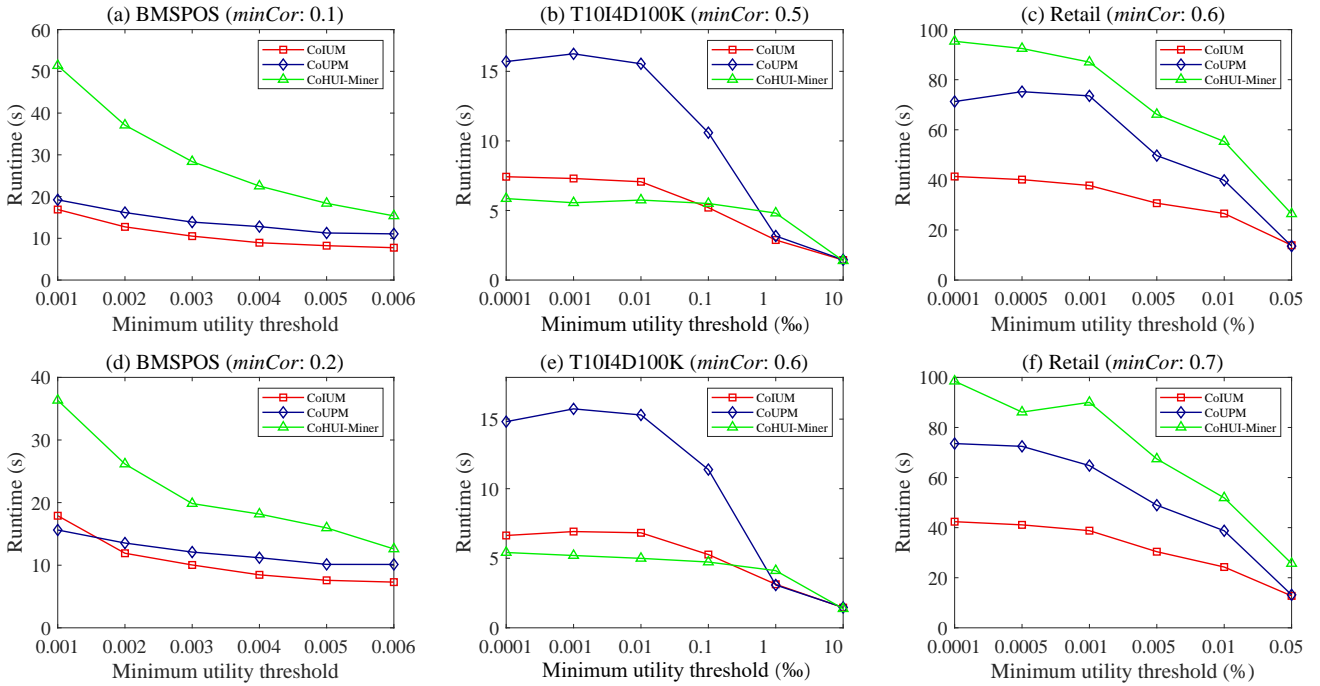 (a) BMSPOS (minCor: 0.1)
60
50
40
30
20
10
0
Runtime (s)
CoIUM
CoUPM
CoHUI-Miner
0.001 0.002 0.003 0.004 0.005 0.006
Minimum utility threshold
(b) T10I4D100K (minCor: 0.5)
15
10
5
0
Runtime (s)
CoIUM
CoUPM
CoHUI-Miner
0.0001 0.001 0.01 0.1 1 10
Minimum utility threshold (‰)
(c) Retail (minCor: 0.6)
100
80
60
40
20
0
Runtime (s)
CoIUM
CoUPM
CoHUI-Miner
0.0001 0.0005 0.001 0.005 0.01 0.05
Minimum utility threshold (%)
(d) BMSPOS (minCor: 0.2)
40
30
20
10
0
Runtime (s)
CoIUM
CoUPM
CoHUI-Miner
0.001 0.002 0.003 0.004 0.005 0.006
Minimum utility threshold
(e) T10I4D100K (minCor: 0.6)
15
10
5
0
Runtime (s)
CoIUM
CoUPM
CoHUI-Miner
0.0001 0.001 0.01 0.1 1 10
Minimum utility threshold (‰)
(f) Retail (minCor: 0.7)
100
80
60
40
20
0
Runtime (s)
CoIUM
CoUPM
CoHUI-Miner
0.0001 0.0005 0.001 0.005 0.01 0.05
Minimum utility threshold (%)